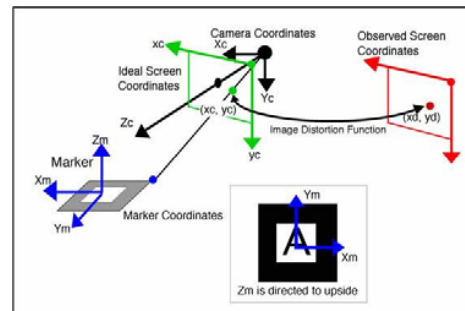 Camera Coordinates
Observed Screen
Coordinates
xc
Xc
Ideal Screen
Coordinates
Yc
(xc, yc)
(xd, yd)
Image Distortion Function
Zc
yc
Zm
Marker
Xm
Ym
Marker Coordinates
Ym
A
Xm
Zm is directed to upside